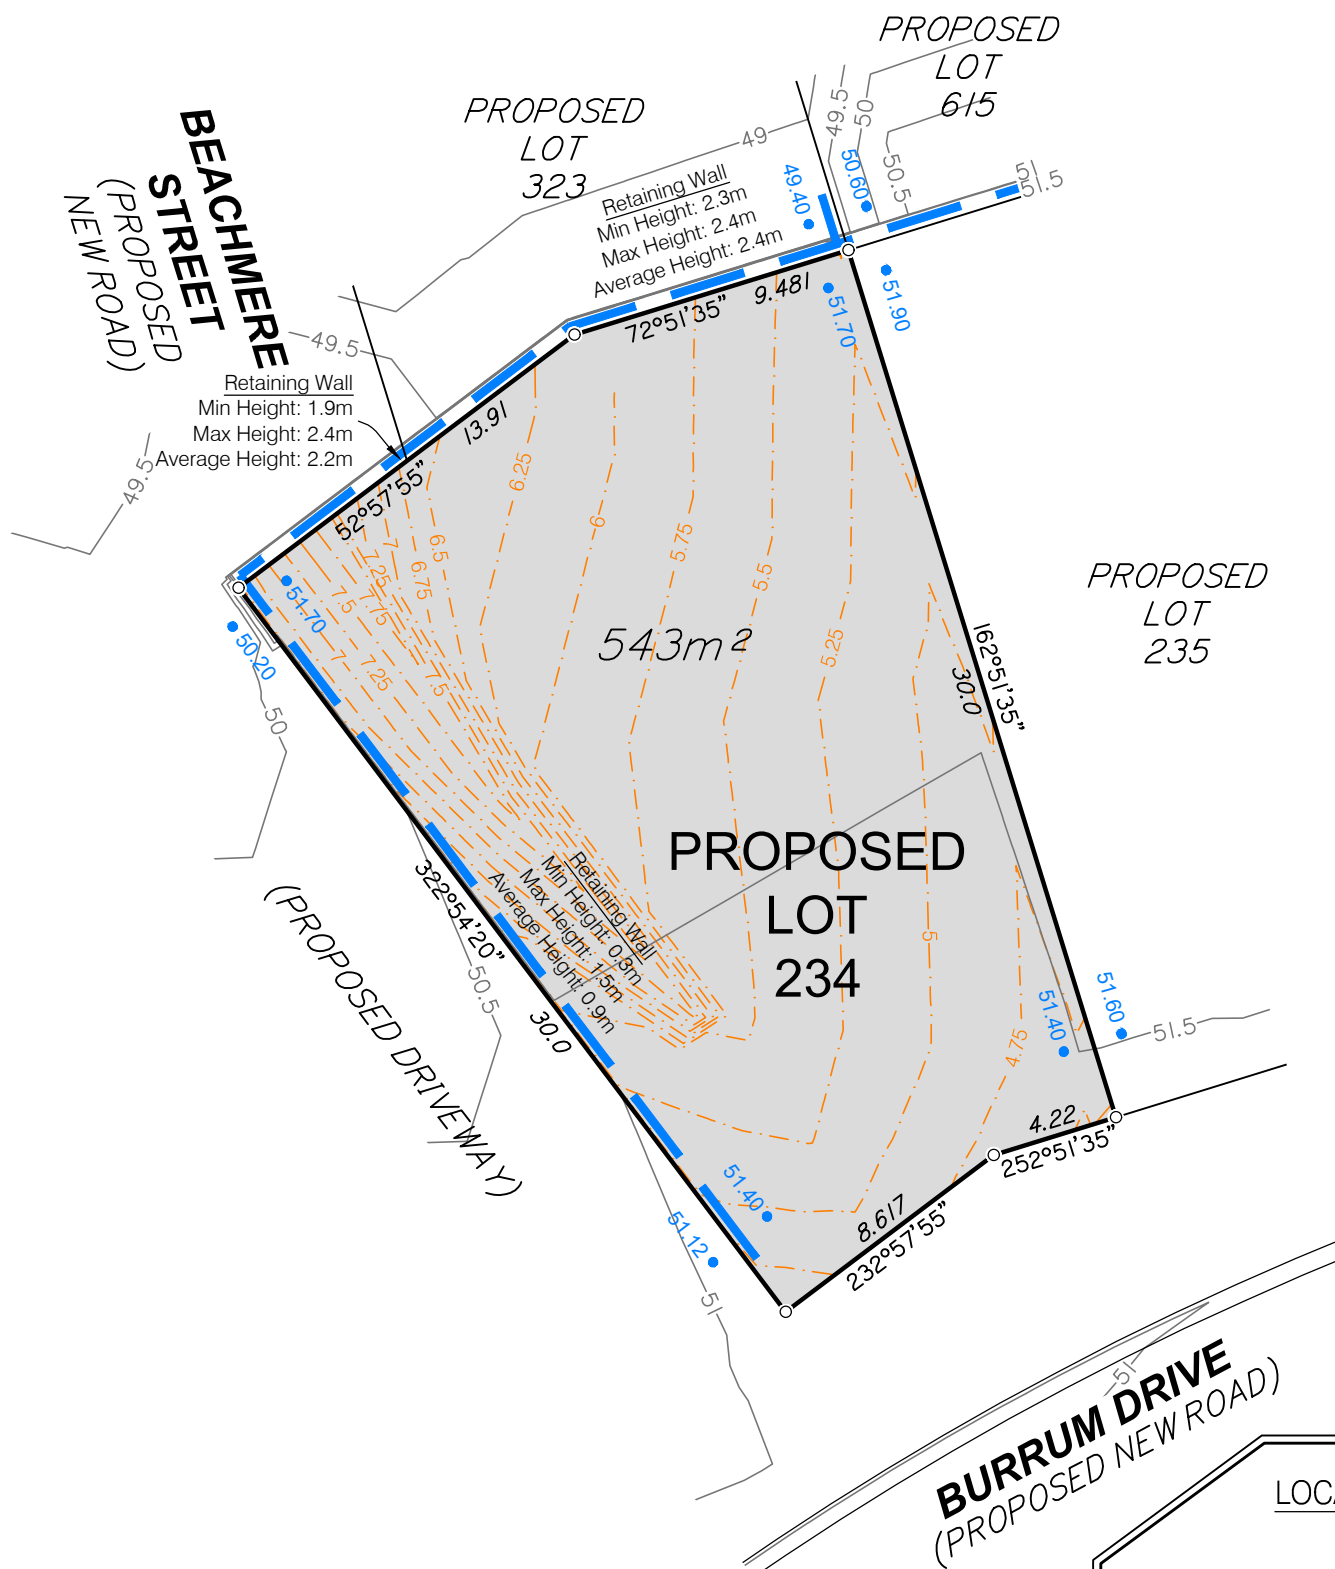 PROPOSED
LOT
615
PROPOSED
LOT
323
BEACHMERE
STREET
(PROPOSED
NEW ROAD)
49
49.5
50
50.5
51
51.5
49.40
50.60
Retaining Wall
Min Height: 2.3m
Max Height: 2.4m
Average Height: 2.4m
9.481
72°51'35"
51.70
51.90
49.5
Retaining Wall
Min Height: 1.9m
Max Height: 2.4m
Average Height: 2.2m
13.91
52°57'55"
49.5
6.25
6
5.75
5.5
5.25
6.5
6.75
7
7.25
7.75
7.5
7
7.25
7.5
51.70
50.20
50
543m²
PROPOSED
LOT
235
162°51'35"
30.0
PROPOSED
LOT
234
Retaining Wall
Min Height: 0.3m
Max Height: 1.5m
Average Height: 0.9m
322°54'20"
30.0
(PROPOSED DRIVEWAY)
50.5
5
4.75
51.40
51.60
51.5
4.22
252°51'35"
8.617
232°57'55"
51.40
51.12
51
51
BURRUM DRIVE
(PROPOSED NEW ROAD)